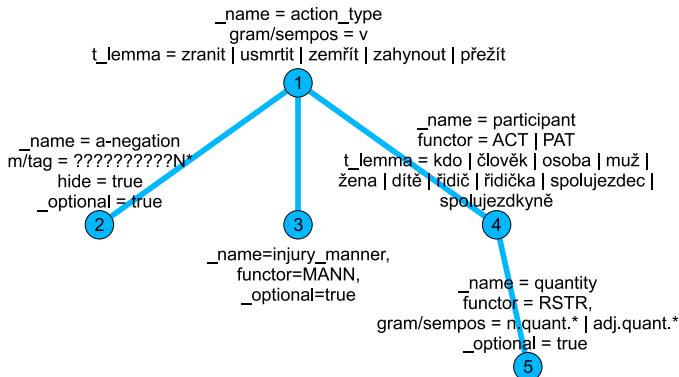 _name = action_type
gram/sempos = v
t_lemma = zranit | usmrtit | zemřít | zahynout | přežít
1
_name = a-negation
m/tag = ??????????N*
hide = true
_optional = true
2
3
_name=injury_manner,
functor=MANN,
_optional=true
_name = participant
functor = ACT | PAT
t_lemma = kdo | člověk | osoba | muž |
žena | dítě | řidič | řidička | spolujezdec |
spolujezdkyně
4
_name = quantity
functor = RSTR,
gram/sempos = n.quant.* | adj.quant.*
_optional = true
5